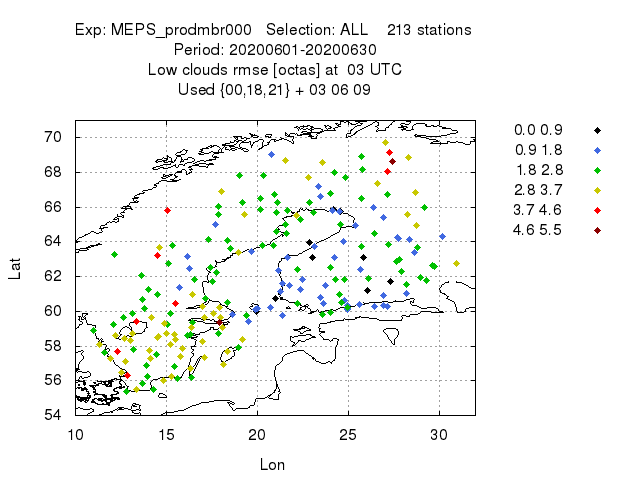 Exp: MEPS_prodmbr000   Selection: ALL    213 stations
Period: 20200601-20200630
Low clouds rmse [octas] at  03 UTC
Used {00,18,21} + 03 06 09
0.0 0.9
0.9 1.8
1.8 2.8
2.8 3.7
3.7 4.6
4.6 5.5
70
68
66
64
62
60
58
56
54
Lat
10 15 20 25 30
Lon